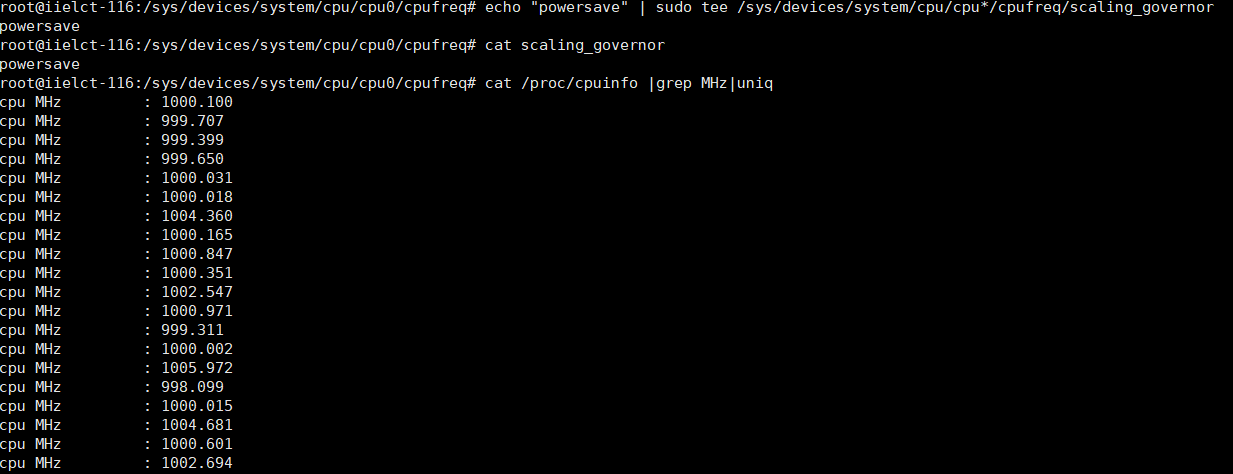 root@iielct-116:/sys/devices/system/cpu/cpu0/cpufreq# echo "powersave" | sudo tee /sys/devices/system/cpu/cpu*/cpufreq/scaling_governor
powersave
root@iielct-116:/sys/devices/system/cpu/cpu0/cpufreq# cat scaling_governor
powersave
root@iielct-116:/sys/devices/system/cpu/cpu0/cpufreq# cat /proc/cpuinfo |grep MHz|uniq
cpu MHz         : 1000.100
cpu MHz         : 999.707
cpu MHz         : 999.399
cpu MHz         : 999.650
cpu MHz         : 1000.031
cpu MHz         : 1000.018
cpu MHz         : 1004.360
cpu MHz         : 1000.165
cpu MHz         : 1000.847
cpu MHz         : 1000.351
cpu MHz         : 1002.547
cpu MHz         : 1000.971
cpu MHz         : 999.311
cpu MHz         : 1000.002
cpu MHz         : 1005.972
cpu MHz         : 998.099
cpu MHz         : 1000.015
cpu MHz         : 1004.681
cpu MHz         : 1000.601
cpu MHz         : 1002.694